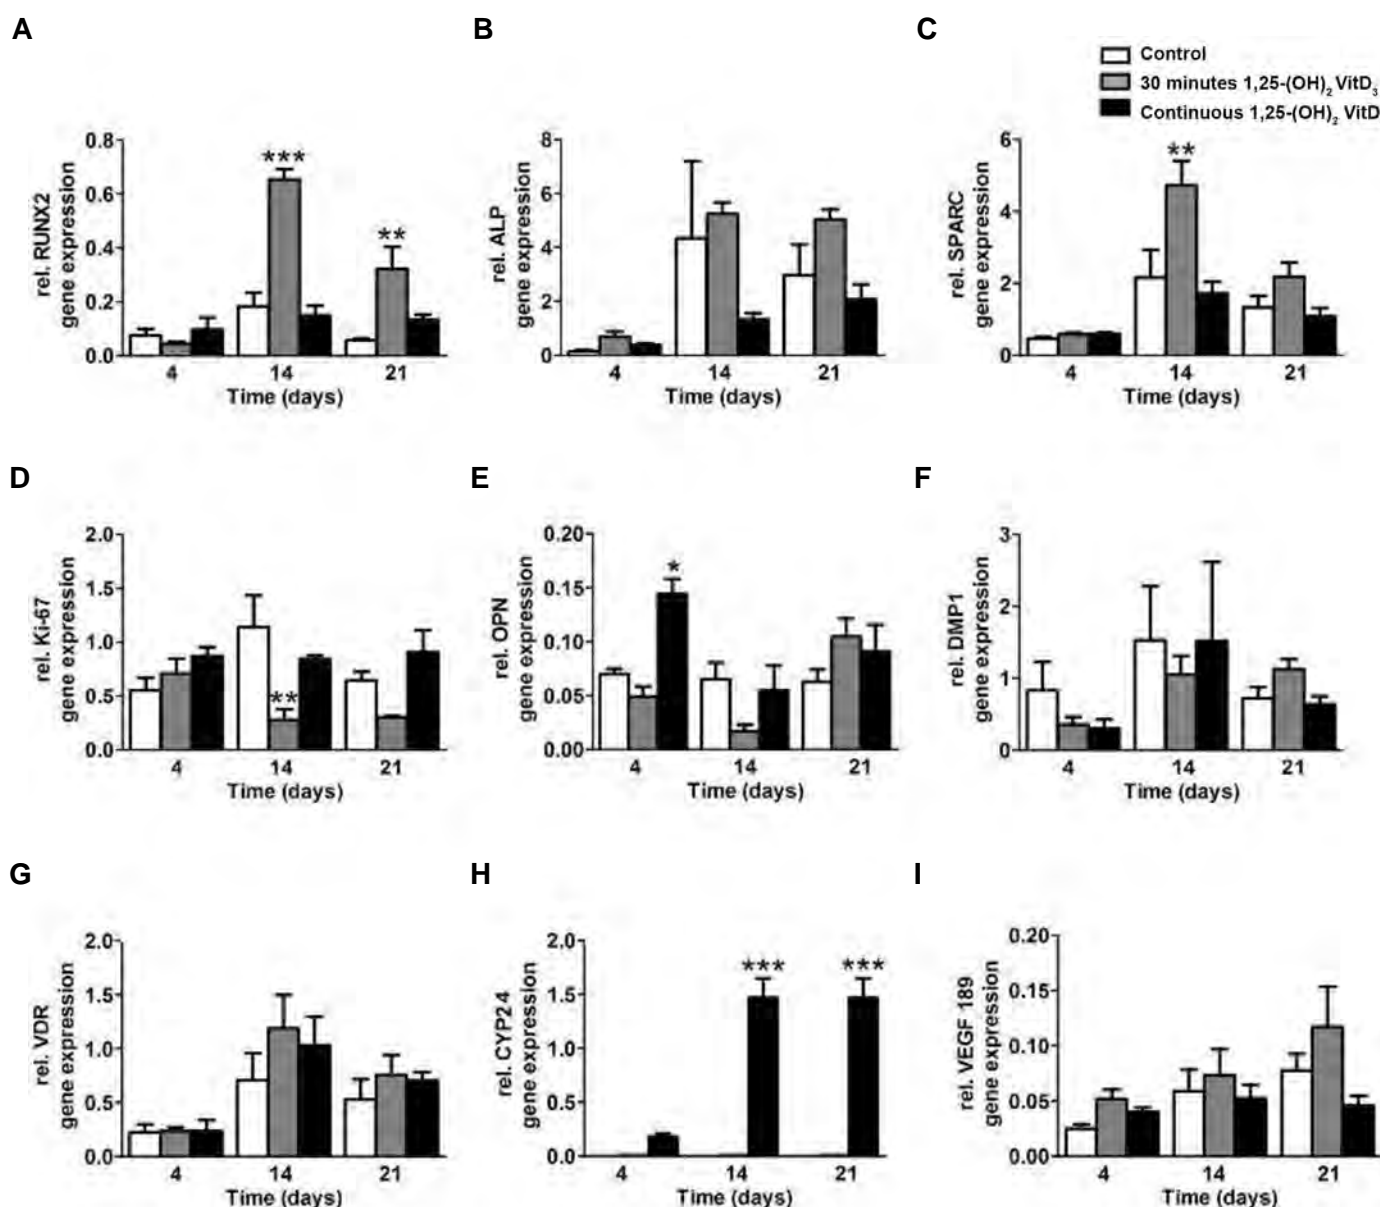 A
B
C
Control
30 minutes 1,25-(OH)₂ VitD₃
Continuous 1,25-(OH)₂ VitD
rel. RUNX2
gene expression
0.8
0.6
0.4
0.2
0.0
***
**
4
14
21
Time (days)
rel. ALP
gene expression
8
6
4
2
0
4
14
21
Time (days)
rel. SPARC
gene expression
6
4
2
0
**
4
14
21
Time (days)
D
E
F
rel. Ki-67
gene expression
2.0
1.5
1.0
0.5
0.0
**
4
14
21
Time (days)
rel. OPN
gene expression
0.20
0.15
0.10
0.05
0.00
*
4
14
21
Time (days)
rel. DMP1
gene expression
3
2
1
0
4
14
21
Time (days)
G
H
I
rel. VDR
gene expression
2.0
1.5
1.0
0.5
0.0
4
14
21
Time (days)
rel. CYP24
gene expression
2.0
1.5
1.0
0.5
0.0
***
***
4
14
21
Time (days)
rel. VEGF 189
gene expression
0.20
0.15
0.10
0.05
0.00
4
14
21
Time (days)